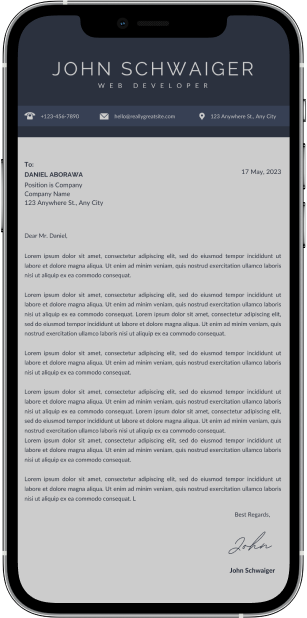 JOHN SCHWAIGER
WEB DEVELOPER
+123-456-7890 hello@reallygreatsite.com 123 Anywhere St., Any City
To:
17 May, 2023
DANIEL ABORAWA
Position is Company
Company Name
123 Anywhere St., Any City
Dear Mr. Daniel,
Lorem ipsum dolor sit amet, consectetur adipiscing elit, sed do eiusmod tempor incididunt ut
labore et dolore magna aliqua. Ut enim ad minim veniam, quis nostrud exercitation ullamco laboris
nisi ut aliquip ex ea commodo consequat.
Lorem ipsum dolor sit amet, consectetur adipiscing elit, sed do eiusmod tempor incididunt ut
labore et dolore magna aliqua. Ut enim ad minim veniam, quis nostrud exercitation ullamco laboris
nisi ut aliquip ex ea commodo consequat. Lorem ipsum dolor sit amet, consectetur adipiscing elit,
sed do eiusmod tempor incididunt ut labore et dolore magna aliqua. Ut enim ad minim veniam, quis
nostrud exercitation ullamco laboris nisi ut aliquip ex ea commodo consequat.
Lorem ipsum dolor sit amet, consectetur adipiscing elit, sed do eiusmod tempor incididunt ut
labore et dolore magna aliqua. Ut enim ad minim veniam, quis nostrud exercitation ullamco laboris
nisi ut aliquip ex ea commodo consequat.
Lorem ipsum dolor sit amet, consectetur adipiscing elit, sed do eiusmod tempor incididunt ut
labore et dolore magna aliqua. Ut enim ad minim veniam, quis nostrud exercitation ullamco laboris
nisi ut aliquip ex ea commodo consequat. Lorem ipsum dolor sit amet, consectetur adipiscing elit,
sed do eiusmod tempor incididunt ut labore et dolore magna aliqua. Ut enim ad minim veniam, quis
nostrud exercitation ullamco laboris nisi ut aliquip ex ea commodo consequat.
Lorem ipsum dolor sit amet, consectetur adipiscing elit, sed do eiusmod tempor incididunt ut
labore et dolore magna aliqua. Ut enim ad minim veniam, quis nostrud exercitation ullamco laboris
nisi ut aliquip ex ea commodo consequat.
Lorem ipsum dolor sit amet, consectetur adipiscing elit, sed do eiusmod tempor incididunt ut
labore et dolore magna aliqua. Ut enim ad minim veniam, quis nostrud exercitation ullamco laboris
nisi ut aliquip ex ea commodo consequat. L
Best Regards,
John
John Schwaiger